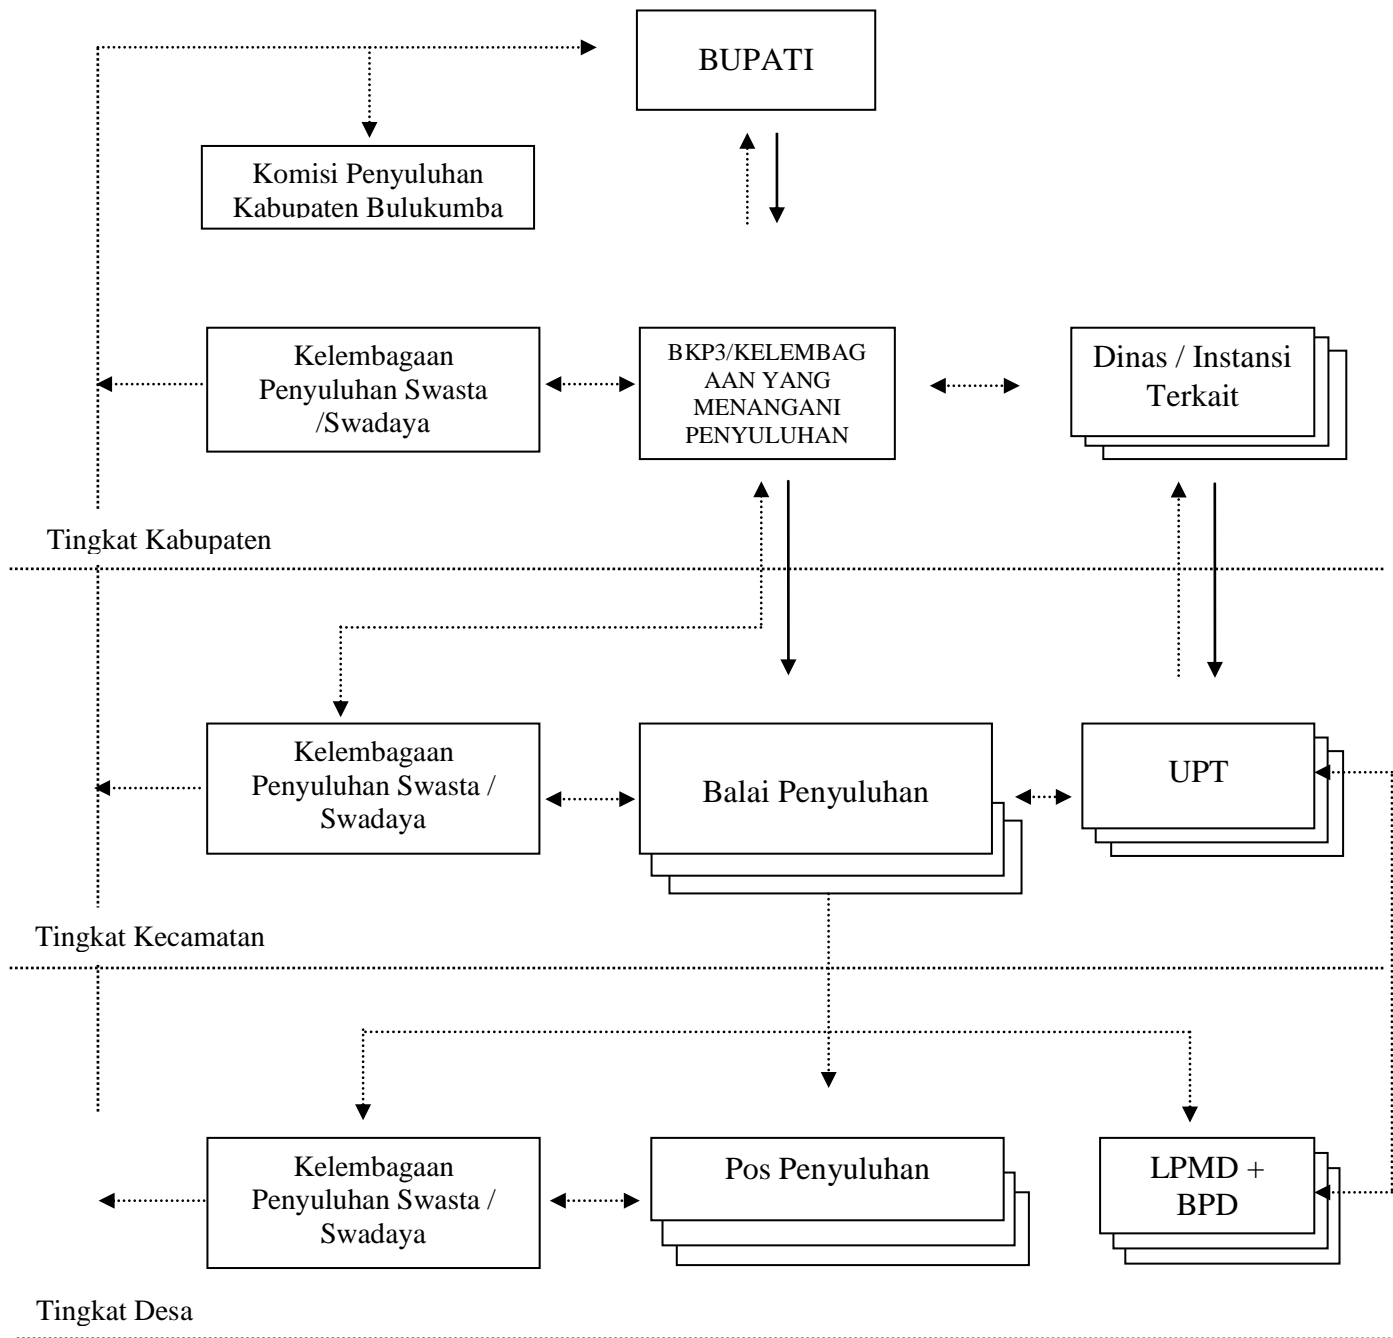 BUPATI
Komisi Penyuluhan
Kabupaten Bulukumba
Kelembagaan
Penyuluhan Swasta
/Swadaya
BKP3/KELEMBAG
AAN YANG
MENANGANI
PENYULUHAN
Dinas / Instansi
Terkait
Tingkat Kabupaten
Kelembagaan
Penyuluhan Swasta /
Swadaya
Balai Penyuluhan
UPT
Tingkat Kecamatan
Kelembagaan
Penyuluhan Swasta /
Swadaya
Pos Penyuluhan
LPMD +
BPD
Tingkat Desa